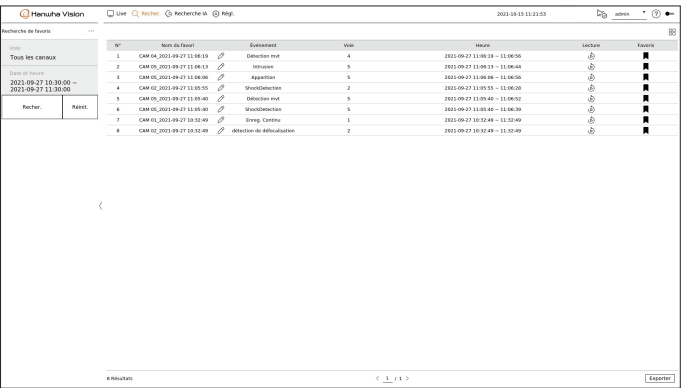 Hanwha Vision
Live Recher. Recherche IA Régl. 2021-10-15 11:21:53 admin ?
Recherche de favoris ...
Voie
Tous les canaux
Date et heure
2021-09-27 10:30:00 ~
2021-09-27 11:30:00
Recher. Réinit.
N° Nom du favori Événement Voie Heure Lecture Favoris
1 CAM 04_2021-09-27 11:06:19 Détection mvt 4 2021-09-27 11:06:19 ~ 11:06:56
2 CAM 05_2021-09-27 11:06:13 Intrusion 5 2021-09-27 11:06:13 ~ 11:06:44
3 CAM 05_2021-09-27 11:06:06 Apparition 5 2021-09-27 11:06:06 ~ 11:06:56
4 CAM 02_2021-09-27 11:05:55 ShockDetection 2 2021-09-27 11:05:55 ~ 11:06:28
5 CAM 05_2021-09-27 11:05:40 Détection mvt 5 2021-09-27 11:05:40 ~ 11:06:52
6 CAM 05_2021-09-27 11:05:40 ShockDetection 5 2021-09-27 11:05:40 ~ 11:06:39
7 CAM 01_2021-09-27 10:32:49 Enreg. Continu 1 2021-09-27 10:32:49 ~ 11:32:49
8 CAM 02_2021-09-27 10:32:49 détection de défocalisation 2 2021-09-27 10:32:49 ~ 11:32:49
8 Résultats < 1 / 1 > Exporter